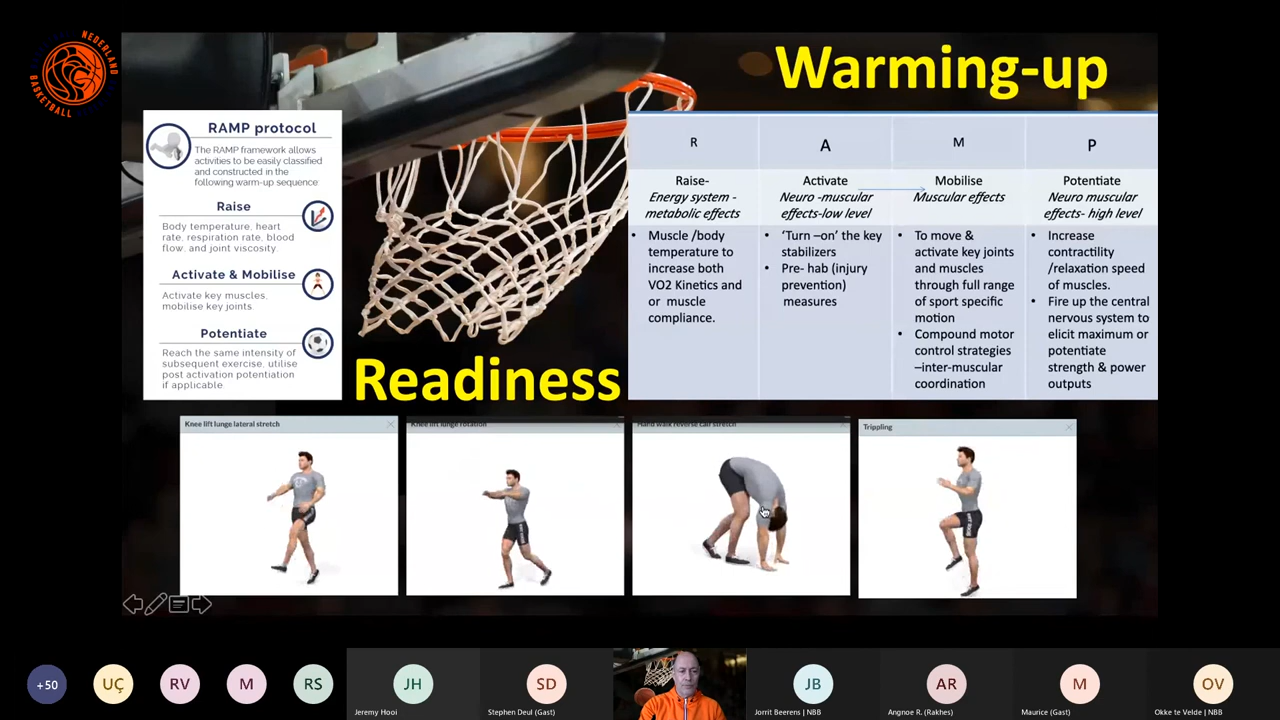 NEDERLAND
BASKETBALL
Warming-up
RAMP protocol
The RAMP framework allows
activities to be easily classified
and constructed in the
following warm-up sequence:
Raise
Body temperature, heart
rate, respiration rate, blood
flow, and joint viscosity.
Activate & Mobilise
Activate key muscles,
mobilise key joints.
Potentiate
Reach the same intensity of
subsequent exercise, utilise
post activation potentiation
if applicable.
Readiness
R
Raise-
Energy system -
metabolic effects
• Muscle /body
temperature to
increase both
VO2 Kinetics and
or muscle
compliance.
A
Activate
Neuro -muscular
effects-low level
• ‘Turn –on’ the key
stabilizers
• Pre- hab (injury
prevention)
measures
M
Mobilise
Muscular effects
• To move &
activate key joints
and muscles
through full range
of sport specific
motion
• Compound motor
control strategies
–inter-muscular
coordination
P
Potentiate
Neuro muscular
effects- high level
• Increase
contractility
/relaxation speed
of muscles.
• Fire up the central
nervous system to
elicit maximum or
potentiate
strength & power
outputs
Knee lift lunge lateral stretch
Knee lift lunge rotation
Hand walk reverse calf stretch
Trippling
+50
UÇ
RV
M
RS
JH
Jeremy Hooi
SD
Stephen Deul (Gast)
JB
Jorrit Beerens | NBB
AR
Angnoe R. (Rakhes)
M
Maurice (Gast)
OV
Okke te Velde | NBB